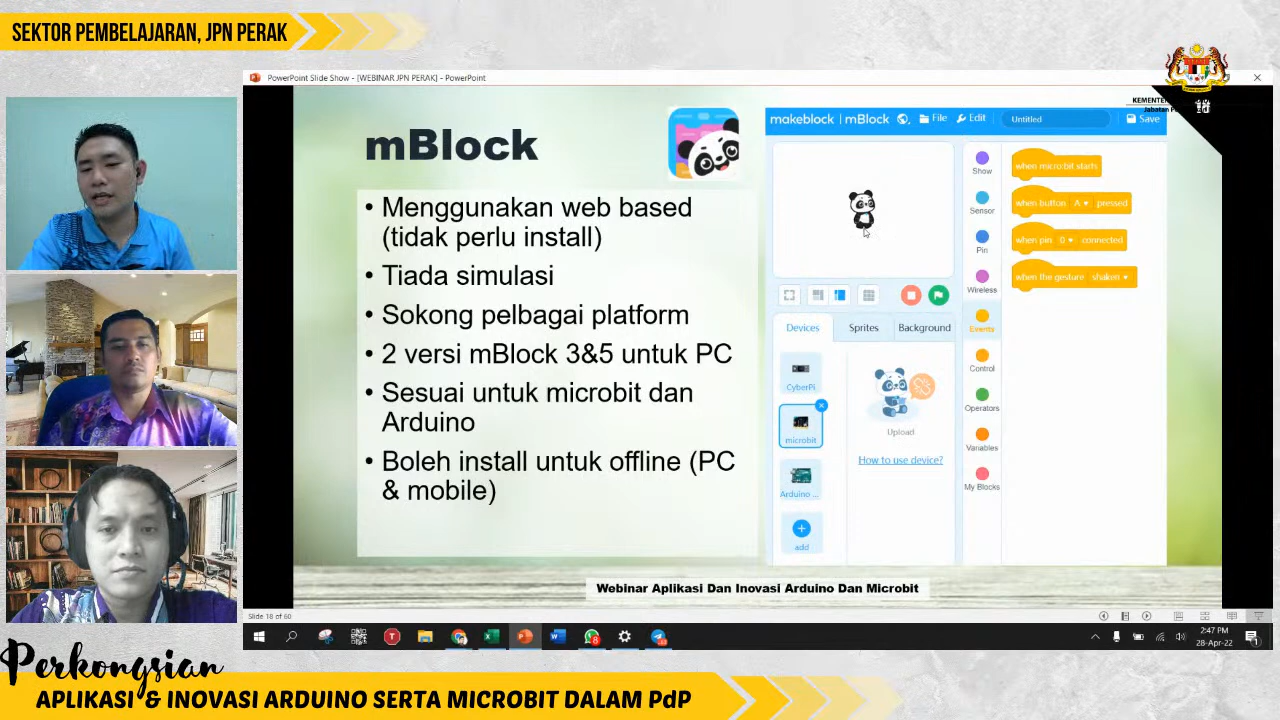 SEKTOR PEMBELAJARAN, JPN PERAK
PowerPoint Slide Show - [WEBINAR JPN PERAK] - PowerPoint
KEMENTER
mBlock
• Menggunakan web based
(tidak perlu install)
• Tiada simulasi
• Sokong pelbagai platform
• 2 versi mBlock 3&5 untuk PC
• Sesuai untuk microbit dan
Arduino
• Boleh install untuk offline (PC
& mobile)
makeblock | mBlock File Edit Untitled Save
Show
Sensor
Pin
Wireless
Events
Control
Operators
Variables
My Blocks
when microbit starts
when button A pressed
when pin 0 connected
when the gesture shaken
Devices Sprites Background
CyberPi
microbit
Arduino ...
add
Upload
How to use device?
Webinar Aplikasi Dan Inovasi Arduino Dan Microbit
Slide 18 of 60
2:47 PM
28-Apr-22
Perkongsian
APLIKASI & INOVASI ARDUINO SERTA MICROBIT DALAM PdP